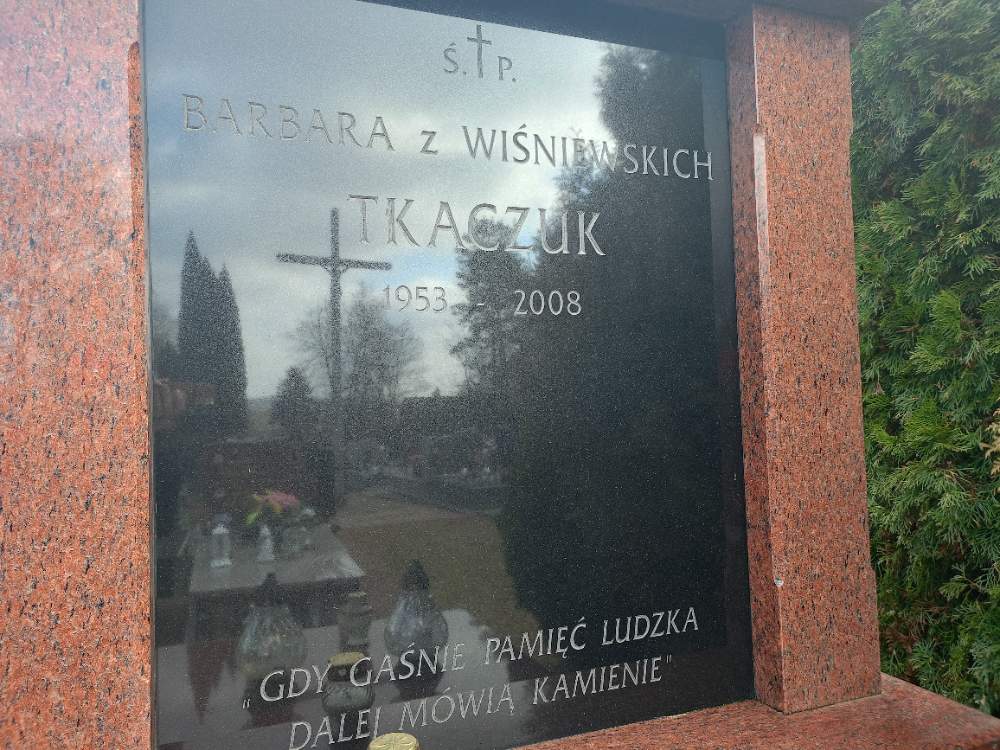 Ś. † P.
BARBARA z WIŚNIEWSKICH
TKACZUK
1953 - 2008
„GDY GAŚNIE PAMIĘĆ LUDZKA
DALEJ MÓWIĄ KAMIENIE"